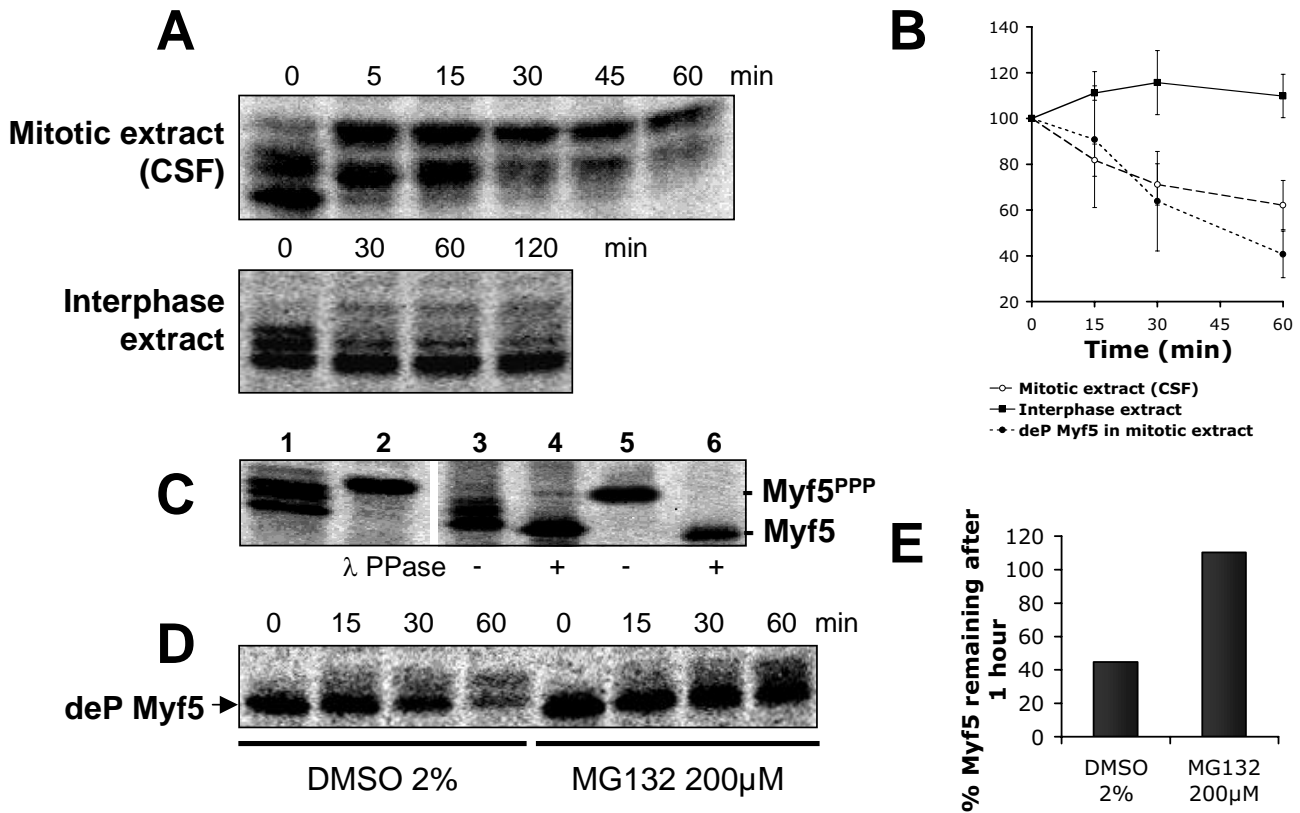 A
0 5 15 30 45 60 min
Mitotic extract
(CSF)
0 30 60 120 min
Interphase
extract
B
140
120
100
80
60
40
20
0 15 30 45 60
Time (min)
Mitotic extract (CSF)
Interphase extract
deP Myf5 in mitotic extract
C
1 2 3 4 5 6
- Myf5PPP
- Myf5
λ PPase - + - +
D
0 15 30 60 0 15 30 60 min
deP Myf5
DMSO 2% MG132 200µM
E
% Myf5 remaining after
1 hour
120
100
80
60
40
20
0
DMSO MG132
2% 200µM